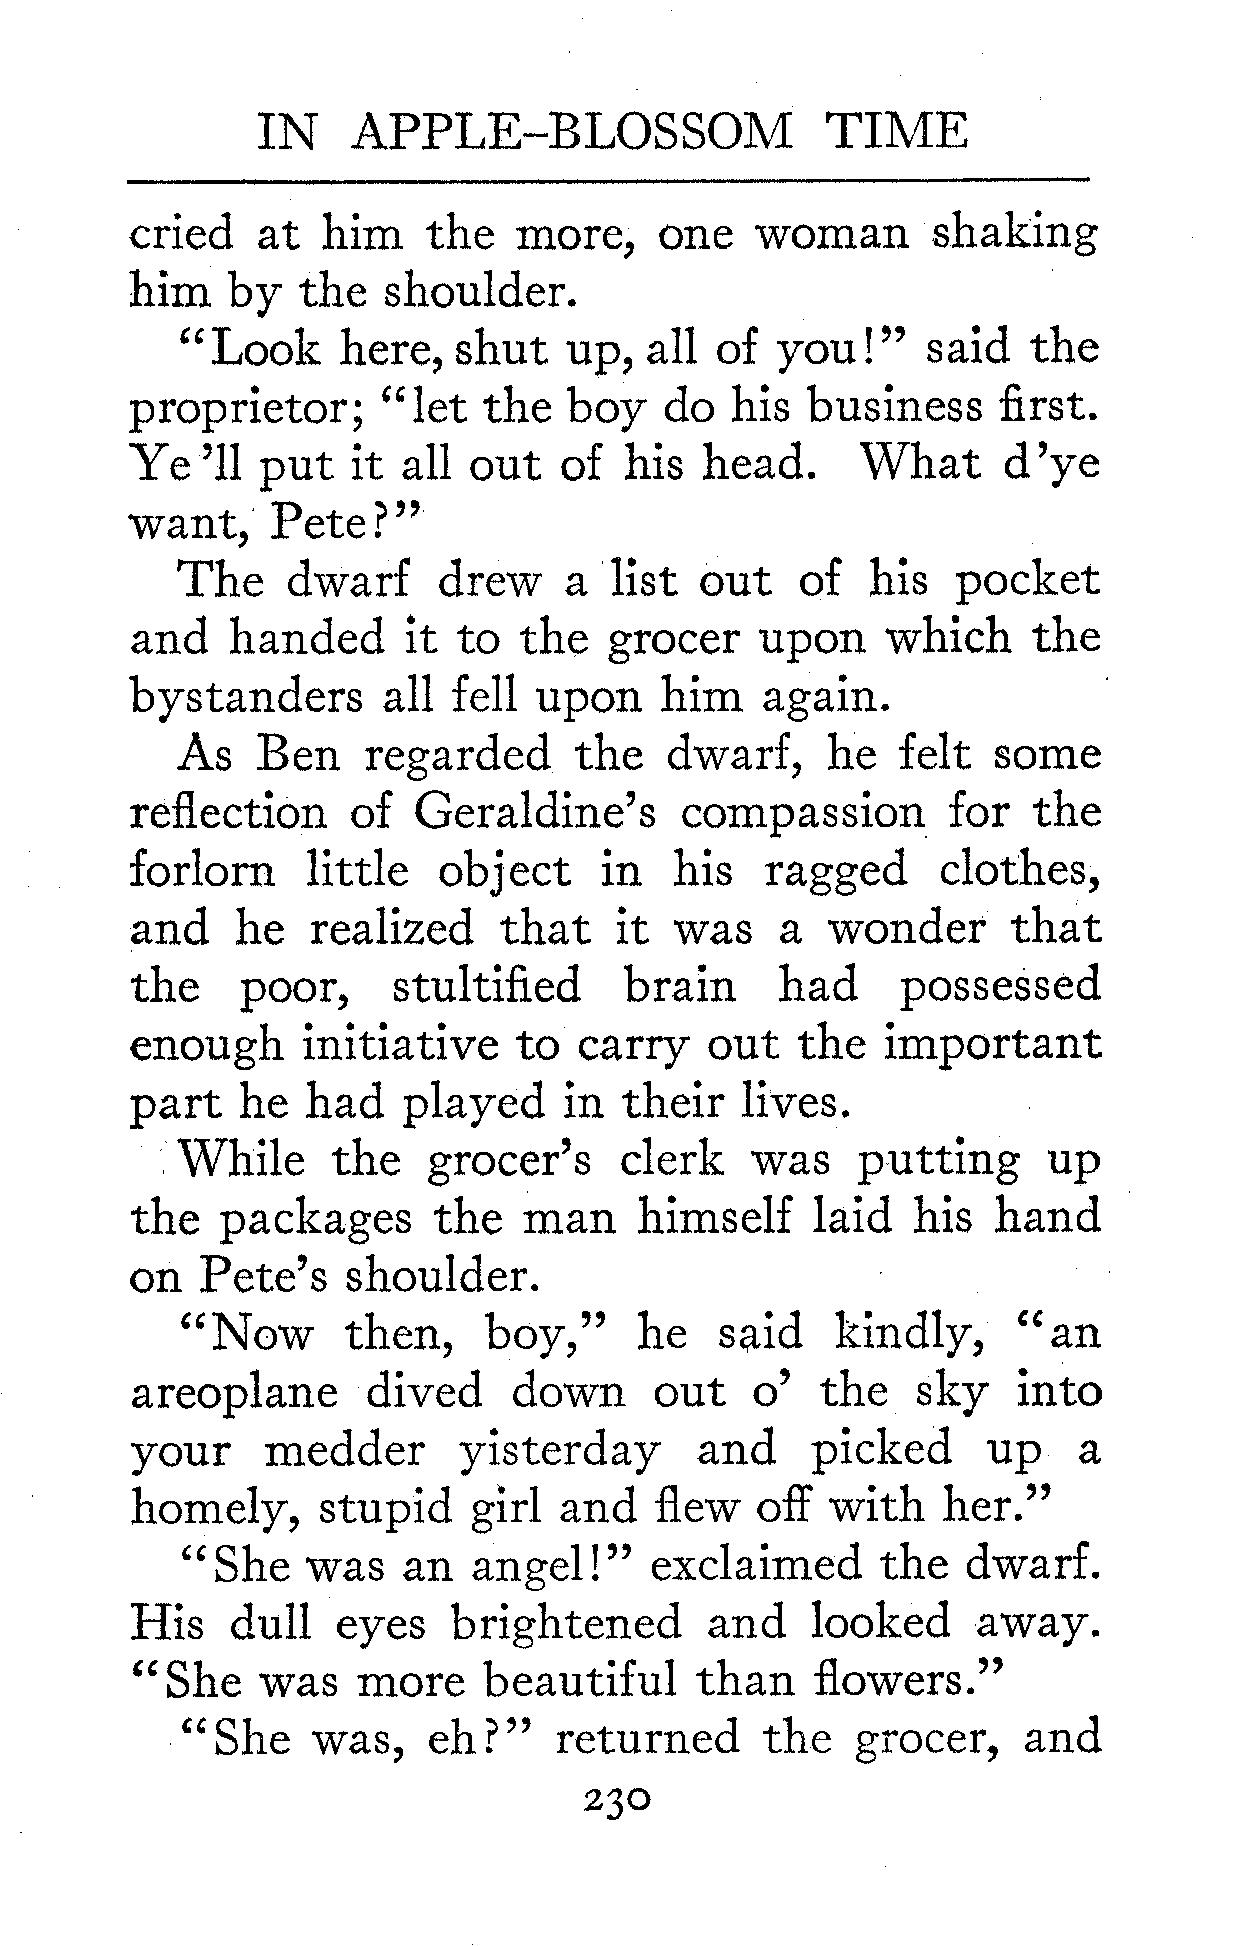 IN APPLE-BLOSSOM TIME
cried at him the more, one woman shaking
him by the shoulder.
“Look here, shut up, all of you!” said the
proprietor; “let the boy do his business first.
Ye'll put it all out of his head. What d'ye
want, Pete?”
The dwarf drew a list out of his pocket
and handed it to the grocer upon which the
bystanders all fell upon him again.
As Ben regarded the dwarf, he felt some
reflection of Geraldine's compassion for the
forlorn little object in his ragged clothes,
and he realized that it was a wonder that
the poor, stultified brain had possessed
enough initiative to carry out the important
part he had played in their lives.
While the grocer's clerk was putting up
the packages the man himself laid his hand
on Pete's shoulder.
“Now then, boy,” he said kindly, “an
areoplane dived down out o' the sky into
your medder yisterday and picked up a
homely, stupid girl and flew off with her.”
“She was an angel!” exclaimed the dwarf.
His dull eyes brightened and looked away.
“She was more beautiful than flowers.”
“She was, eh?” returned the grocer, and
230